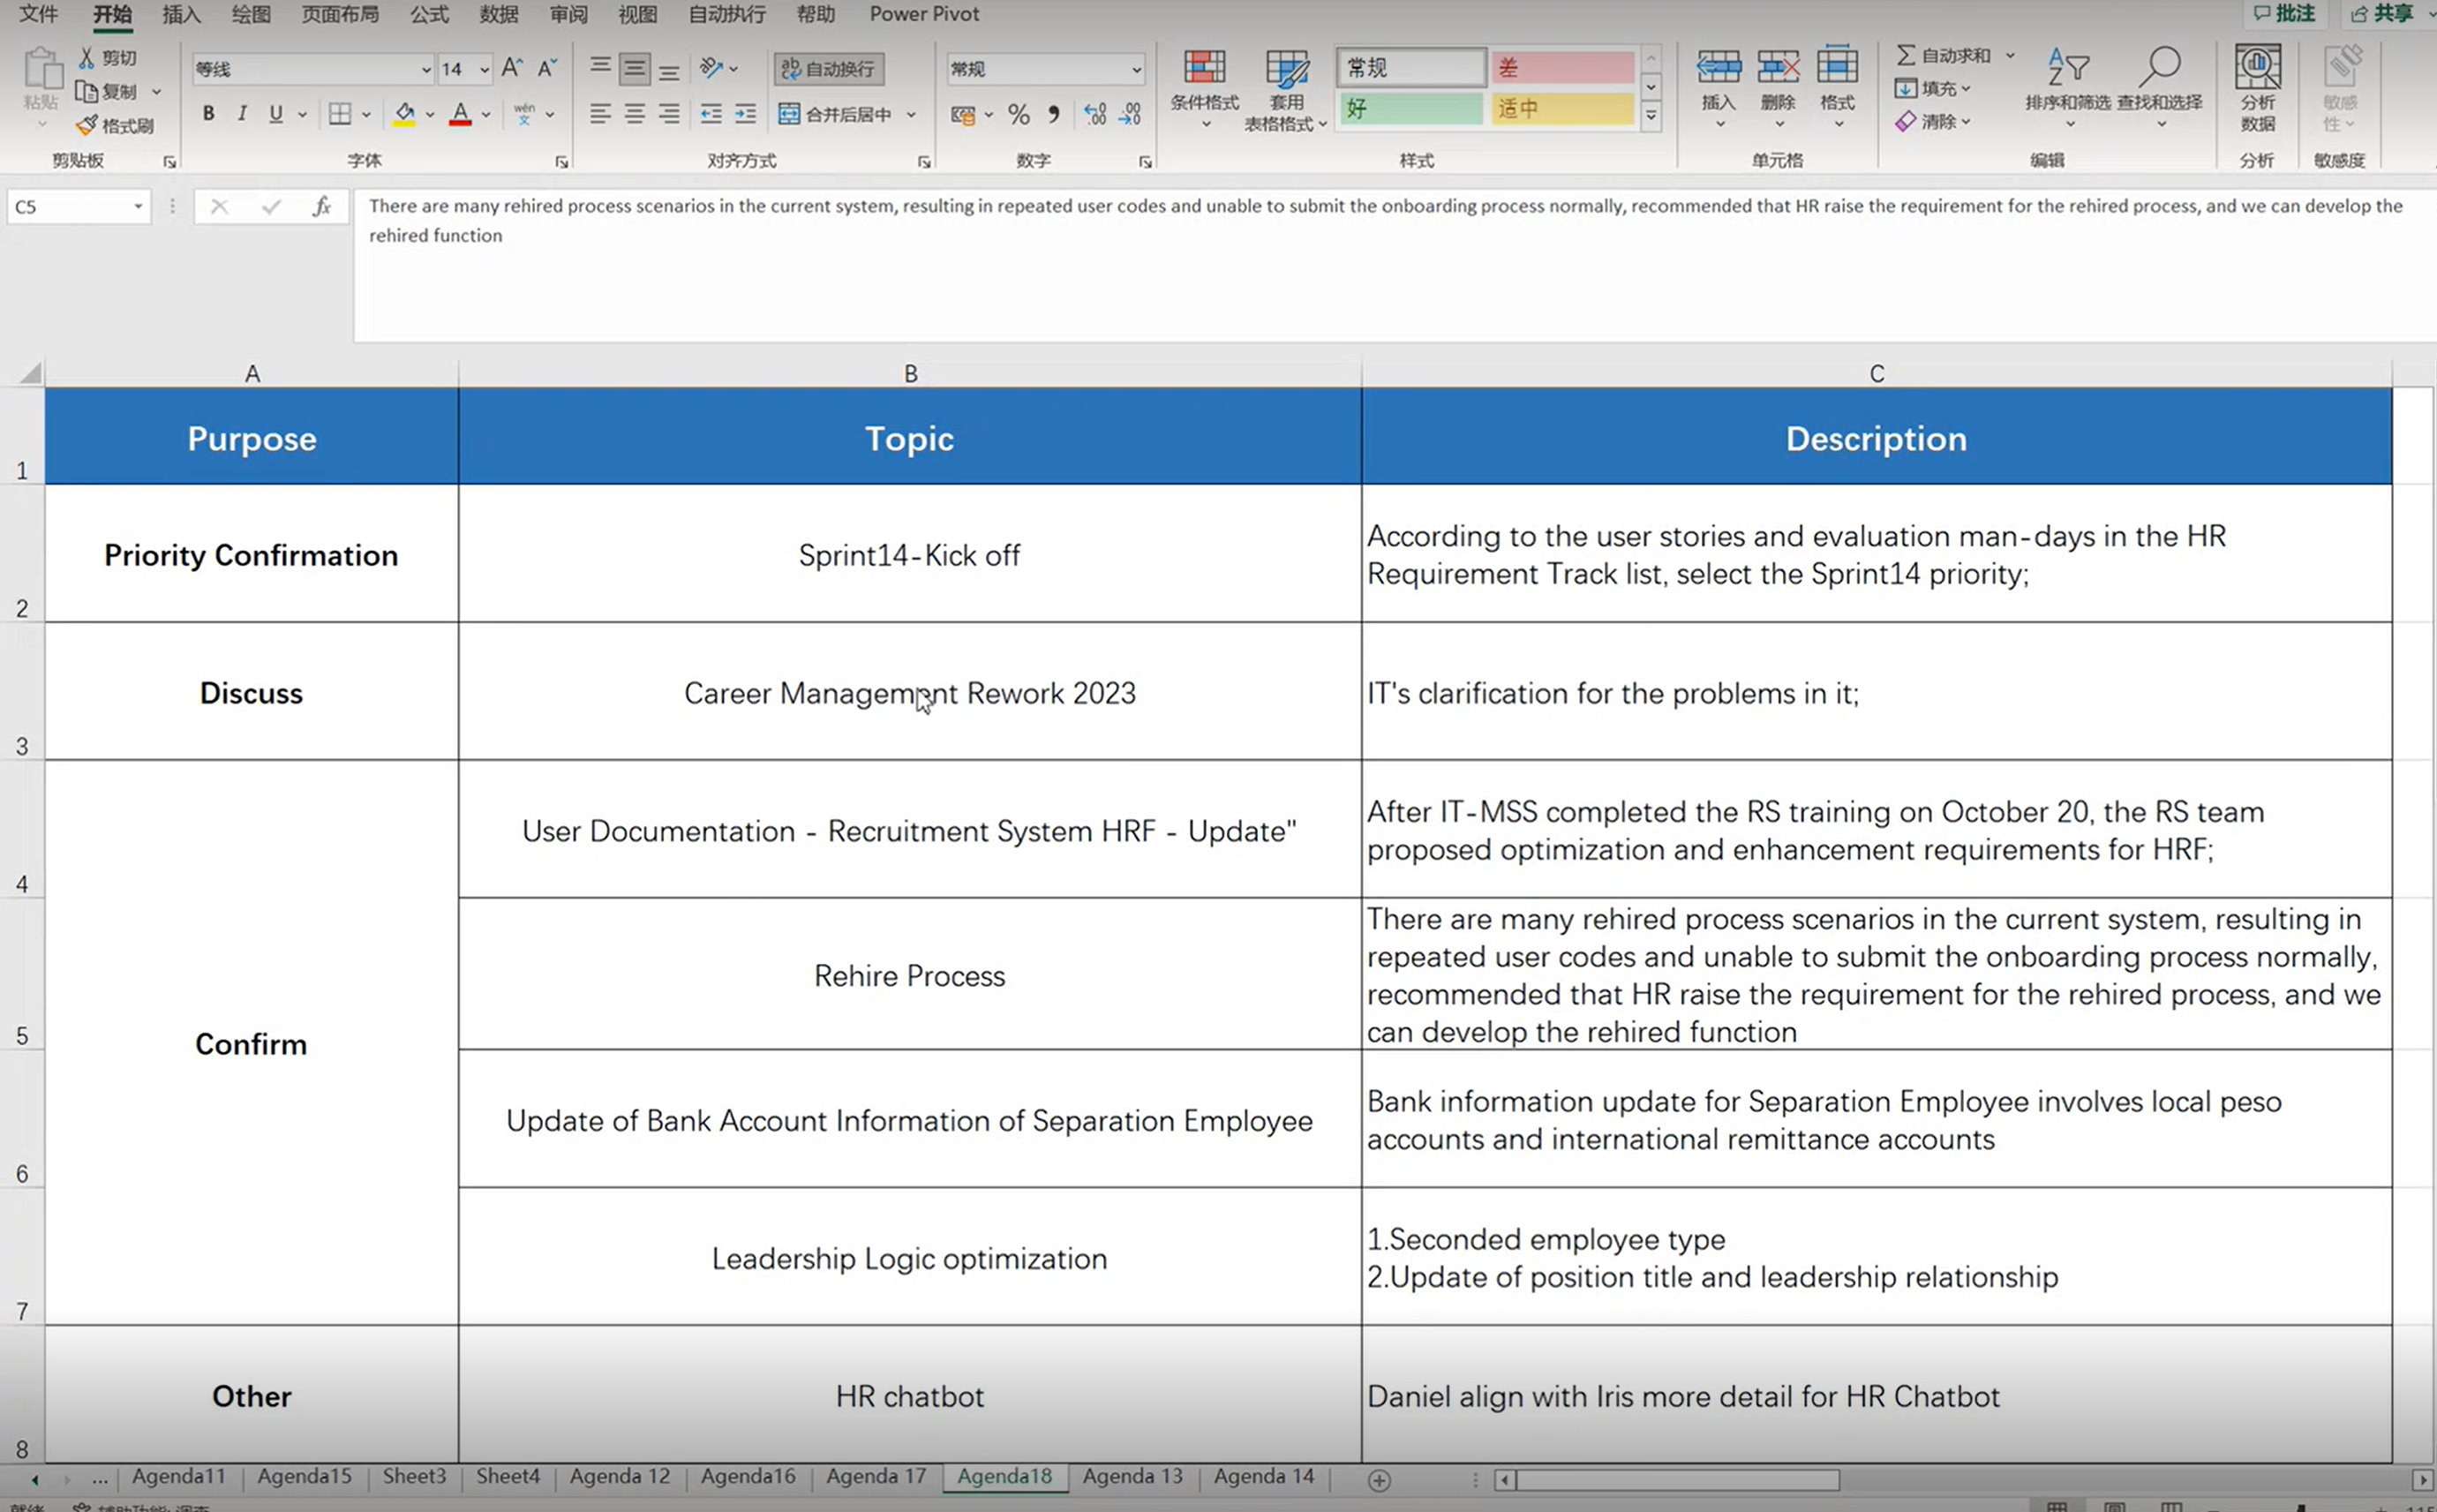 文件 开始 插入 绘图 页面布局 公式 数据 审阅 视图 自动执行 帮助 Power Pivot 批注 共享
剪切
复制
格式刷
粘贴
剪贴板
等线 14
B I U wén 文
字体
自动换行
合并后居中
对齐方式
常规
% 
数字
条件格式
套用
表格格式
常规 差
好 适中
样式
插入 删除 格式
单元格
自动求和
填充
清除
排序和筛选 查找和选择
编辑
分析
数据
分析
敏感
性
敏感度
C5 fx There are many rehired process scenarios in the current system, resulting in repeated user codes and unable to submit the onboarding process normally, recommended that HR raise the requirement for the rehired process, and we can develop the
rehired function
A B C
1 Purpose Topic Description
2 Priority Confirmation Sprint14-Kick off According to the user stories and evaluation man-days in the HR
Requirement Track list, select the Sprint14 priority;
3 Discuss Career Management Rework 2023 IT's clarification for the problems in it;
4 User Documentation - Recruitment System HRF - Update" After IT-MSS completed the RS training on October 20, the RS team
proposed optimization and enhancement requirements for HRF;
5 Confirm Rehire Process There are many rehired process scenarios in the current system, resulting in
repeated user codes and unable to submit the onboarding process normally,
recommended that HR raise the requirement for the rehired process, and we
can develop the rehired function
6 Update of Bank Account Information of Separation Employee Bank information update for Separation Employee involves local peso
accounts and international remittance accounts
7 Leadership Logic optimization 1.Seconded employee type
2.Update of position title and leadership relationship
8 Other HR chatbot Daniel align with Iris more detail for HR Chatbot
... Agenda11 Agenda15 Sheet3 Sheet4 Agenda 12 Agenda16 Agenda 17 Agenda18 Agenda 13 Agenda 14